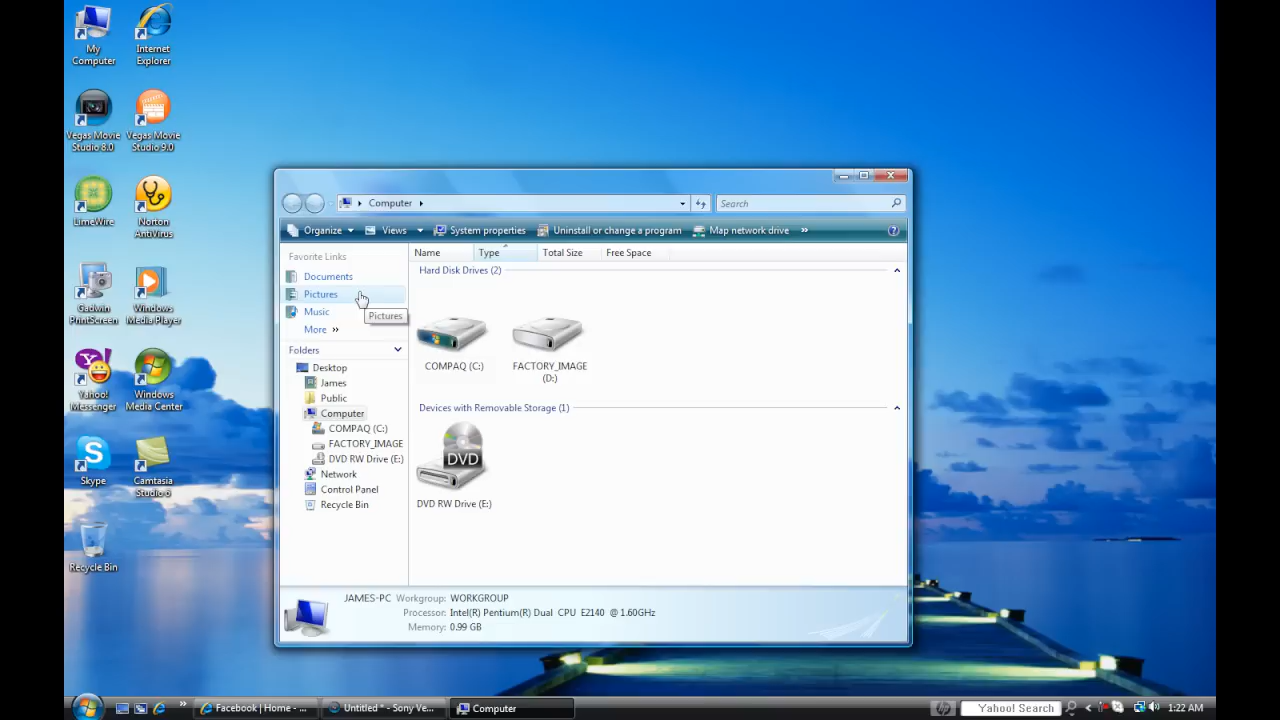 My
Computer
Internet
Explorer
Vegas Movie
Studio 8.0
Vegas Movie
Studio 9.0
LimeWire
Norton
AntiVirus
Gadwin
PrintScreen
Windows
Media Player
Yahoo!
Messenger
Windows
Media Center
Skype
Camtasia
Studio 6
Recycle Bin
Computer
Search
Organize Views System properties Uninstall or change a program Map network drive »
Favorite Links
Documents
Pictures
Music
More »
Pictures
Folders
Desktop
James
Public
Computer
COMPAQ (C:)
FACTORY_IMAGE
DVD RW Drive (E:)
Network
Control Panel
Recycle Bin
Name Type Total Size Free Space
Hard Disk Drives (2)
COMPAQ (C:)
FACTORY_IMAGE
(D:)
Devices with Removable Storage (1)
DVD
DVD RW Drive (E:)
JAMES-PC Workgroup: WORKGROUP
Processor: Intel(R) Pentium(R) Dual CPU E2140 @ 1.60GHz
Memory: 0.99 GB
» Facebook | Home - ... Untitled * - Sony Ve... Computer hp Yahoo! Search 1:22 AM